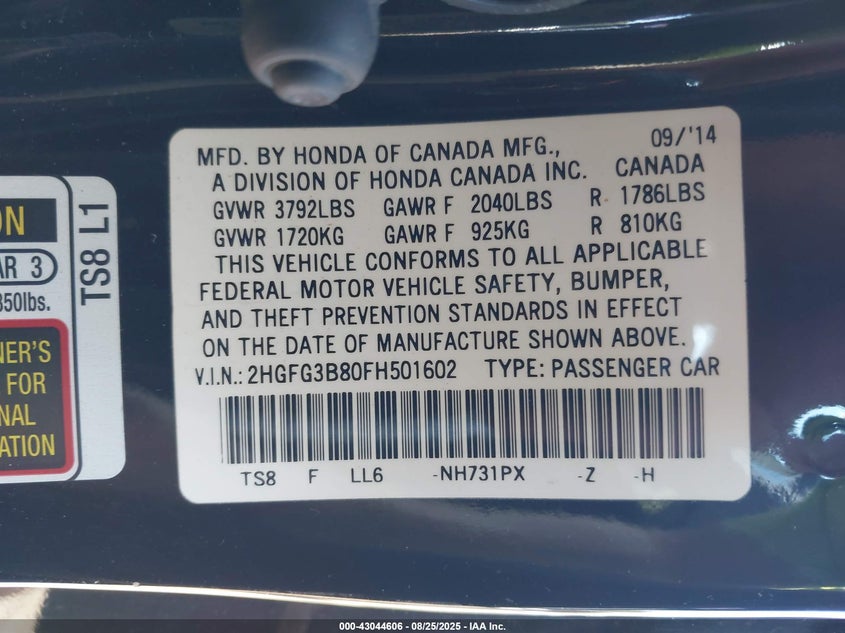 MFD. BY HONDA OF CANADA MFG., 09/'14
A DIVISION OF HONDA CANADA INC. CANADA
GVWR 3792LBS GAWR F 2040LBS R 1786LBS
GVWR 1720KG GAWR F 925KG R 810KG
THIS VEHICLE CONFORMS TO ALL APPLICABLE
FEDERAL MOTOR VEHICLE SAFETY, BUMPER,
AND THEFT PREVENTION STANDARDS IN EFFECT
ON THE DATE OF MANUFACTURE SHOWN ABOVE.
V.I.N.: 2HGFG3B80FH501602 TYPE: PASSENGER CAR
TS8 F LL6 -NH731PX -Z -H
ON
AR 3
850lbs.
NER'S
FOR
NAL
ATION
TS8 L1
000-43044606 - 08/25/2025 - IAA Inc.